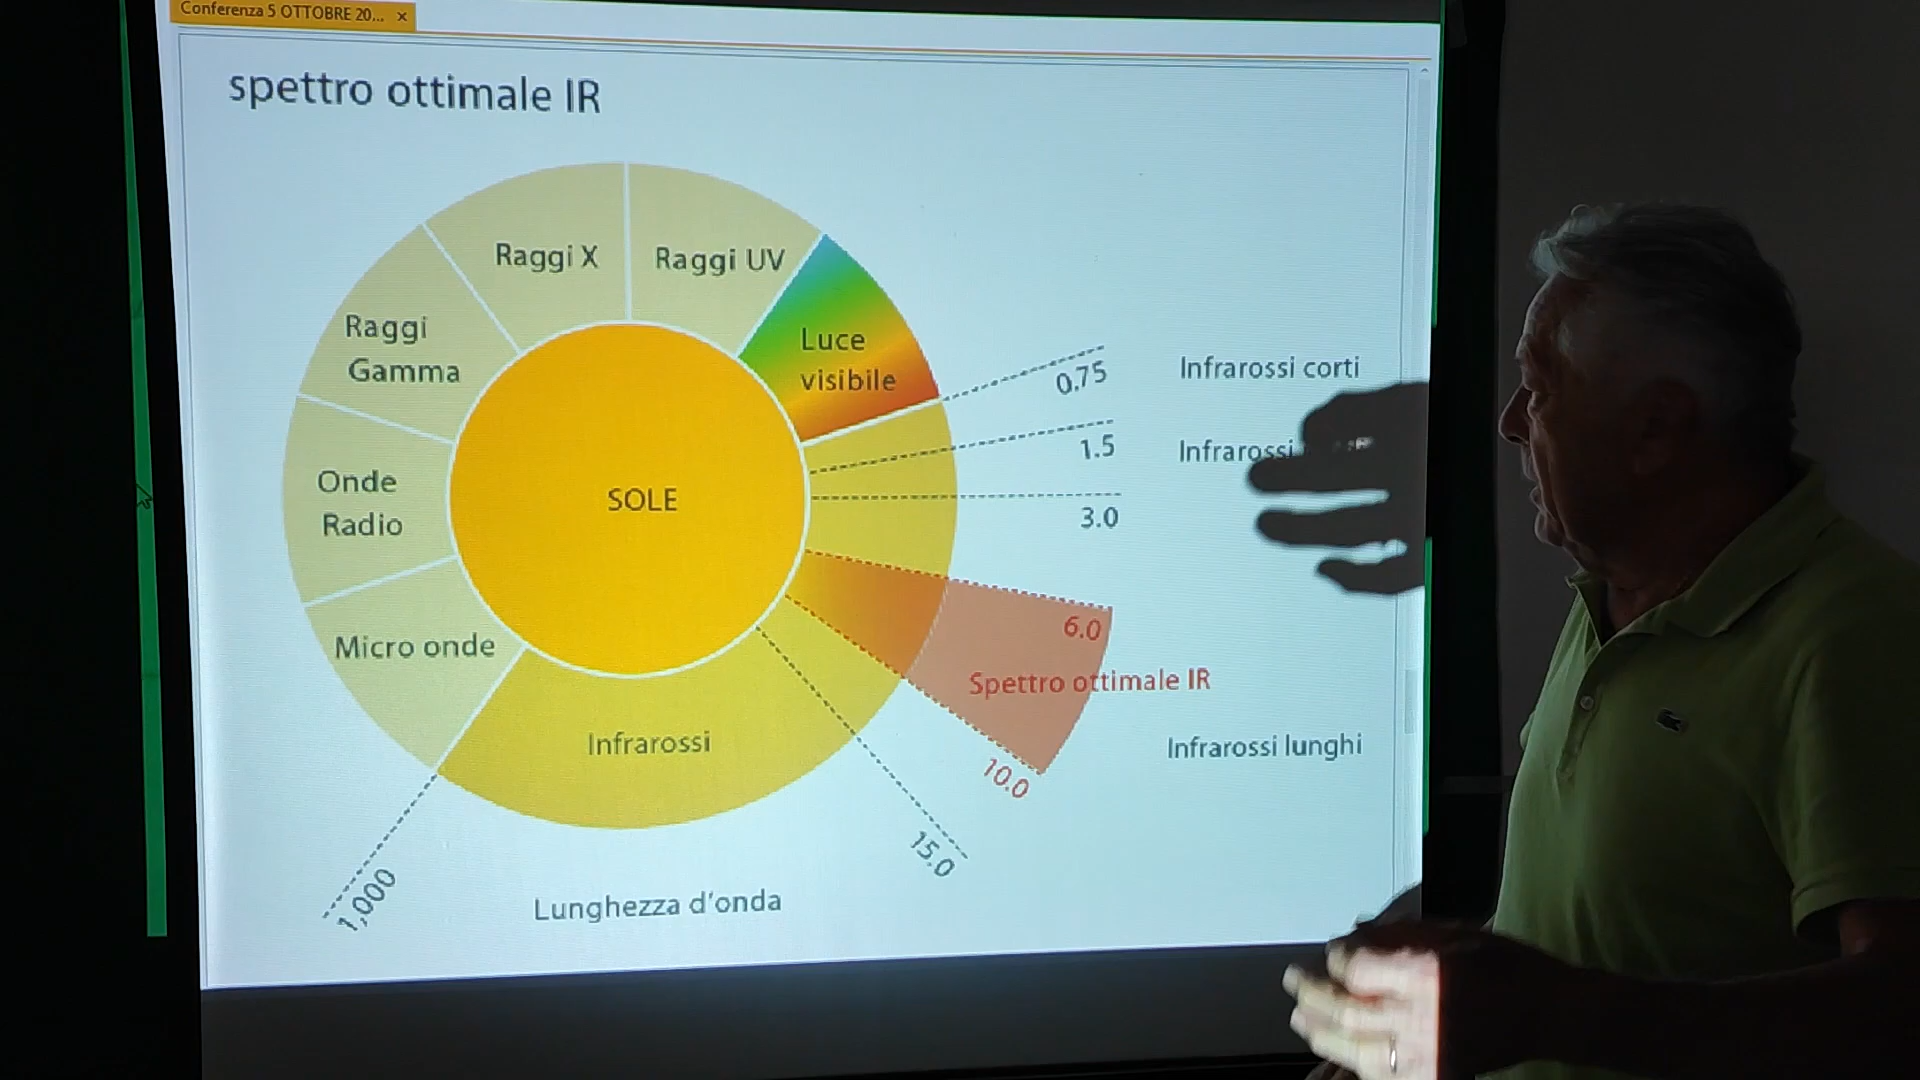 Conferenza 5 OTTOBRE 20... ×
spettro ottimale IR
Raggi X
Raggi UV
Raggi
Gamma
Luce
visibile
0.75
Infrarossi corti
1.5
Infrarossi
Onde
Radio
SOLE
3.0
6.0
Micro onde
Spettro ottimale IR
Infrarossi
Infrarossi lunghi
10.0
15.0
1,000
Lunghezza d'onda